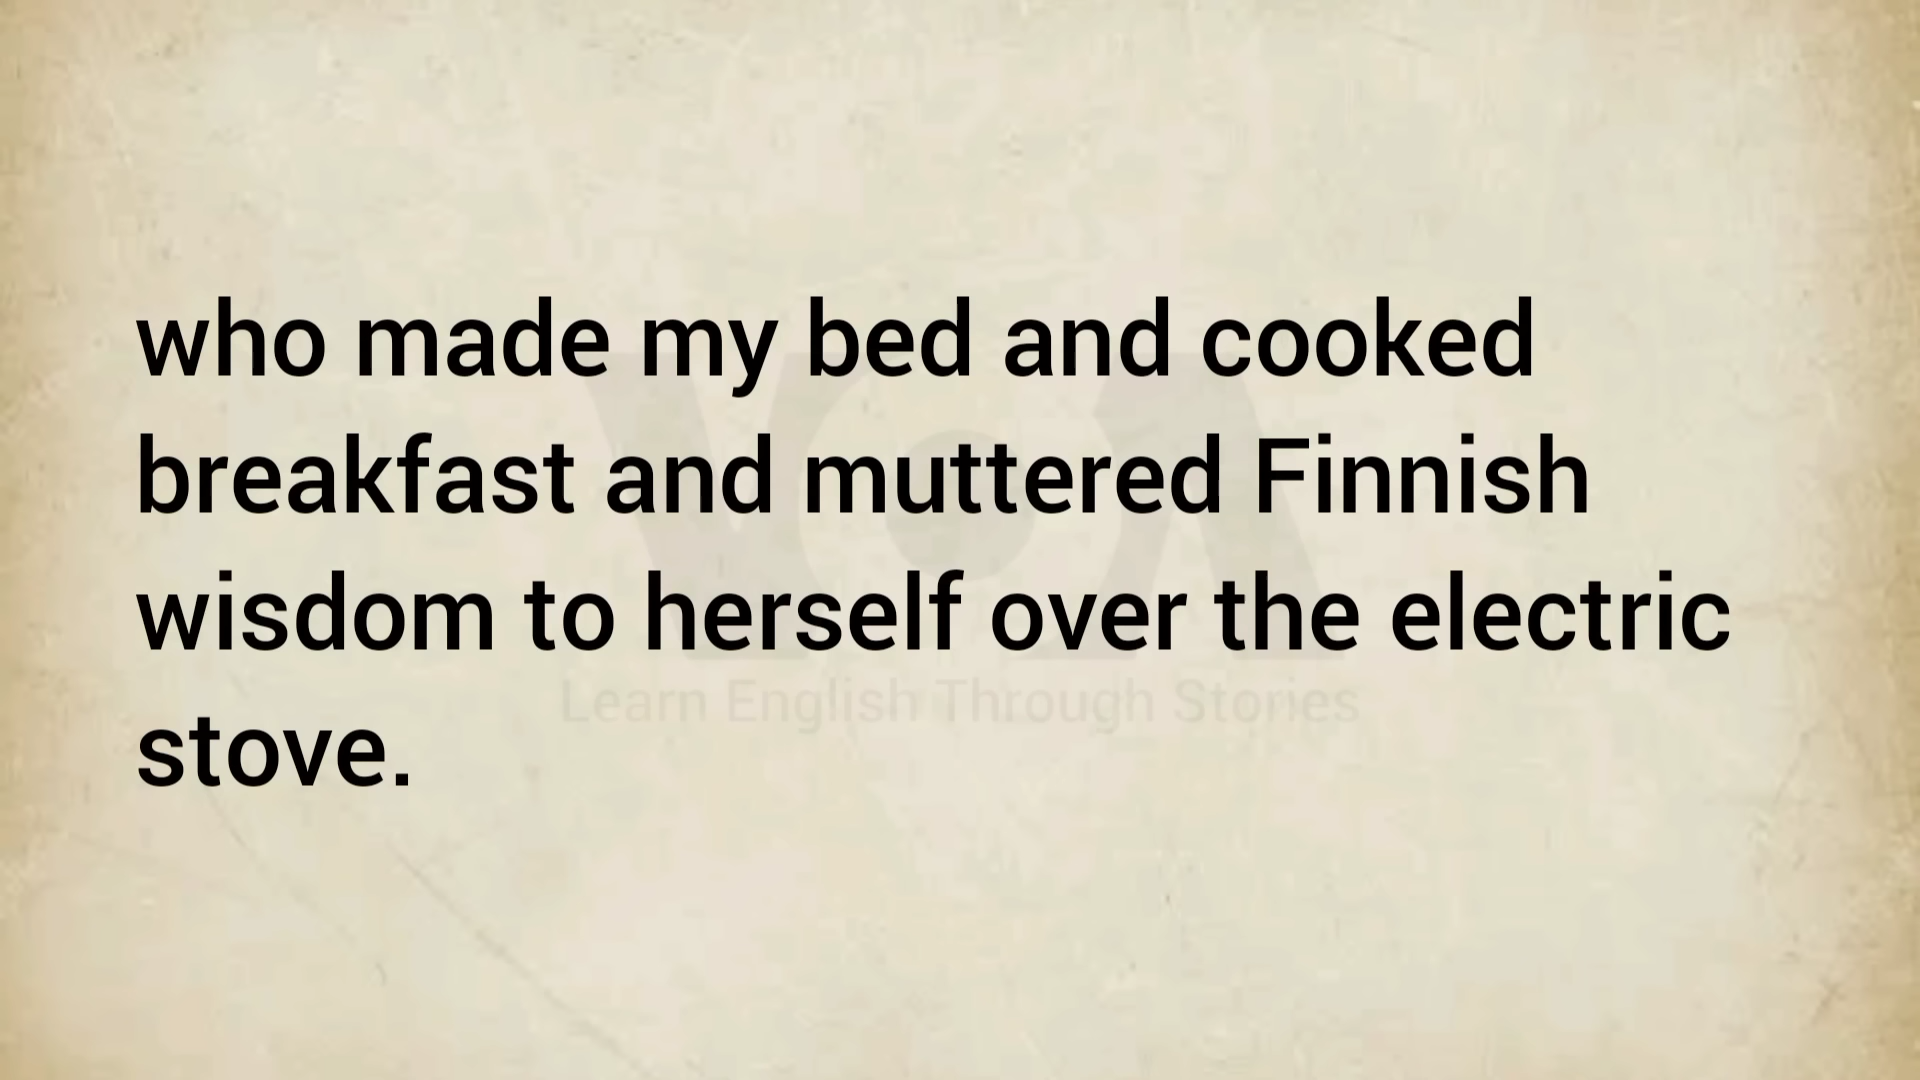 who made my bed and cooked
breakfast and muttered Finnish
wisdom to herself over the electric
stove.
VOA
Learn English Through Stories